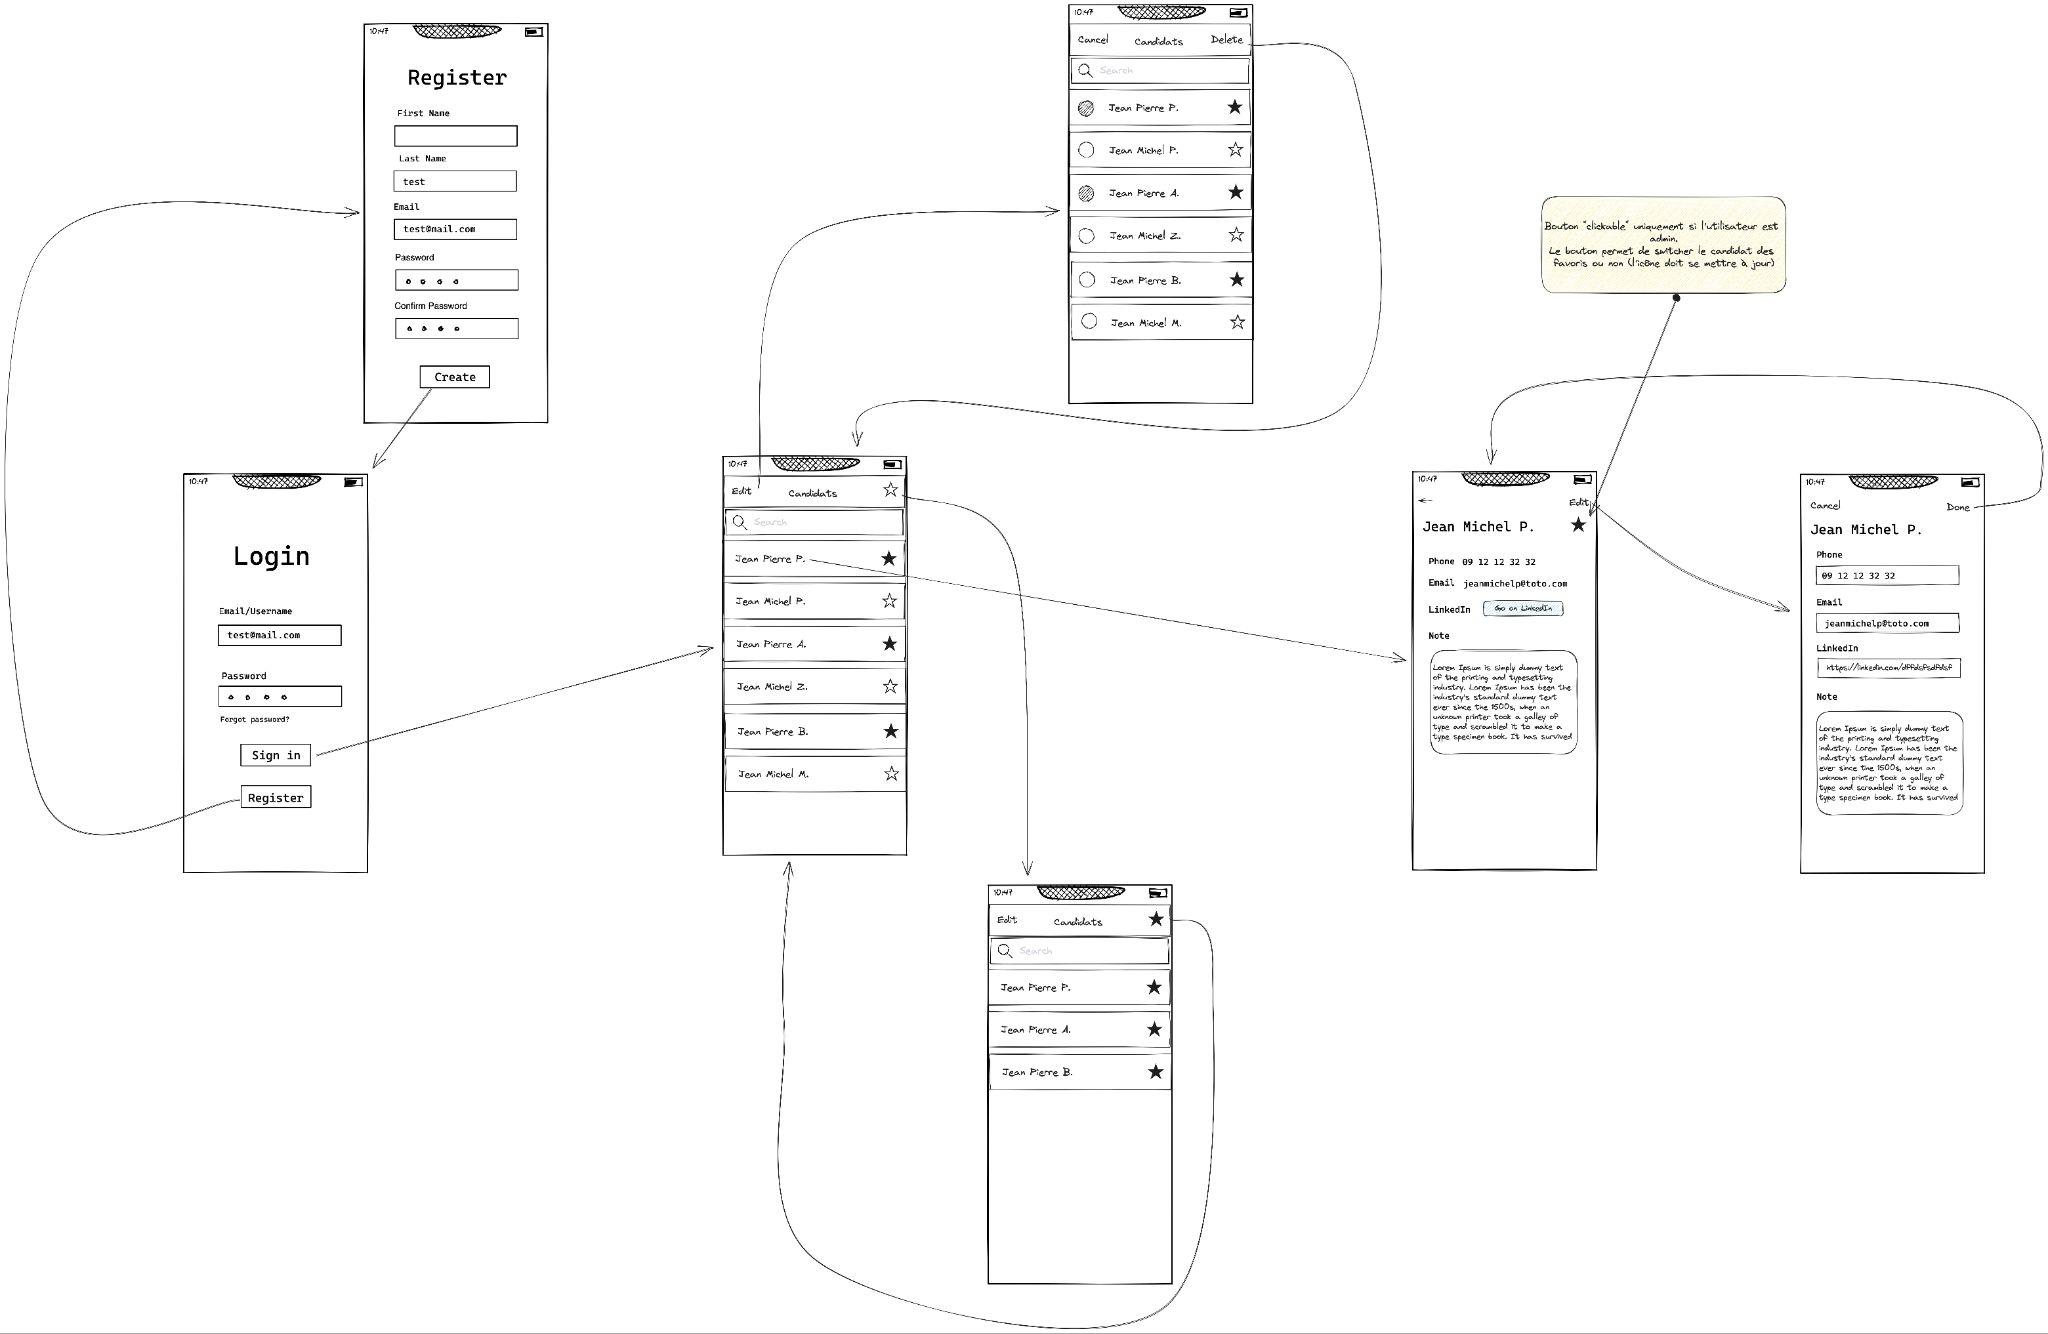 10:47
Register
First Name
Last Name
test
Email
test@mail.com
Password
Confirm Password
Create
10:47
Login
Email/Username
test@mail.com
Password
Forgot password?
Sign in
Register
10:47
Cancel Candidats Delete
Search
Jean Pierre P.
Jean Michel P.
Jean Pierre A.
Jean Michel Z.
Jean Pierre B.
Jean Michel M.
10:47
Edit Candidats
Search
Jean Pierre P.
Jean Michel P.
Jean Pierre A.
Jean Michel Z.
Jean Pierre B.
Jean Michel M.
10:47
Edit Candidats
Search
Jean Pierre P.
Jean Pierre A.
Jean Pierre B.
Bouton "clickable" uniquement si l'utilisateur est
admin.
Le bouton permet de switcher le candidat des
favoris ou non (l'icône doit se mettre à jour)
10:47
Edit
Jean Michel P.
Phone 09 12 12 32 32
Email jeanmichelp@toto.com
LinkedIn Go on LinkedIn
Note
Lorem Ipsum is simply dummy text
of the printing and typesetting
industry. Lorem Ipsum has been the
industry's standard dummy text
ever since the 1500s, when an
unknown printer took a galley of
type and scrambled it to make a
type specimen book. It has survived
10:47
Cancel Done
Jean Michel P.
Phone
09 12 12 32 32
Email
jeanmichelp@toto.com
LinkedIn
Note
Lorem Ipsum is simply dummy text
of the printing and typesetting
industry. Lorem Ipsum has been the
industry's standard dummy text
ever since the 1500s, when an
unknown printer took a galley of
type and scrambled it to make a
type specimen book. It has survived